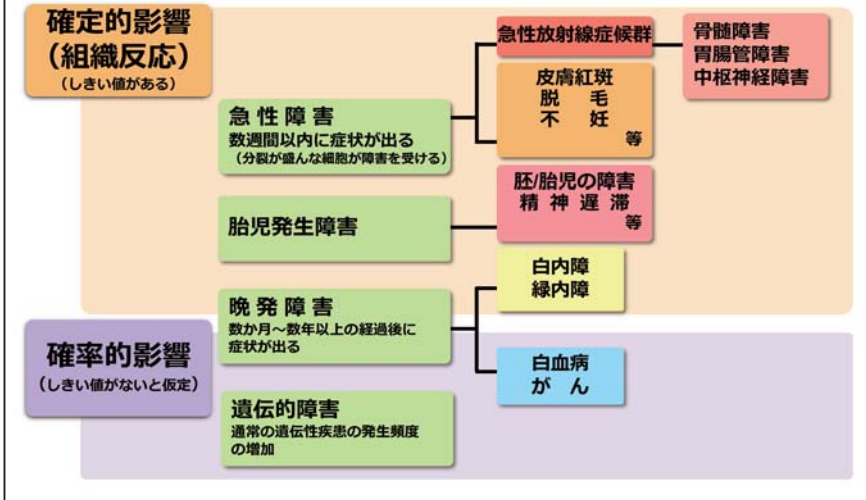 確定的影響
（組織反応）
（しきい値がある）
急性障害
数週間以内に症状が出る
（分裂が盛んな細胞が障害を受ける）
急性放射線症候群
骨髄障害
胃腸管障害
中枢神経障害
皮膚紅斑
脱毛
不妊
等
胎児発生障害
胚/胎児の障害
精神遅滞
等
晩発障害
数か月～数年以上の経過後に
症状が出る
白内障
緑内障
確率的影響
（しきい値がないと仮定）
白血病
がん
遺伝的障害
通常の遺伝性疾患の発生頻度
の増加